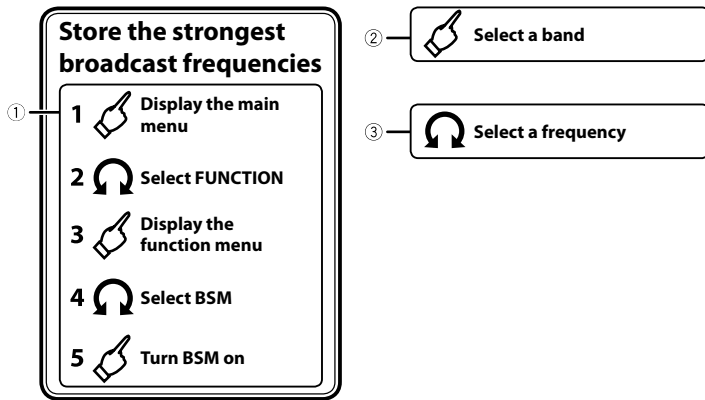 Store the strongest
broadcast frequencies
①
1 Display the main
menu
2 Select FUNCTION
3 Display the
function menu
4 Select BSM
5 Turn BSM on
② Select a band
③ Select a frequency